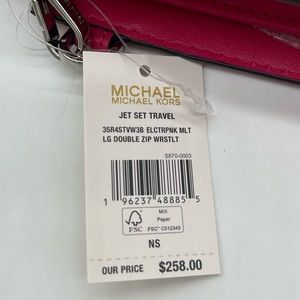 MICHAEL
MICHAEL KORS
JET SET TRAVEL
35R4STVW3B ELCTRPNK MLT
LG DOUBLE ZIP WRSTLT
S870-0003
1 96237 48885 5
FSC
MIX
Paper
FSC® C012345
NS
OUR PRICE $258.00